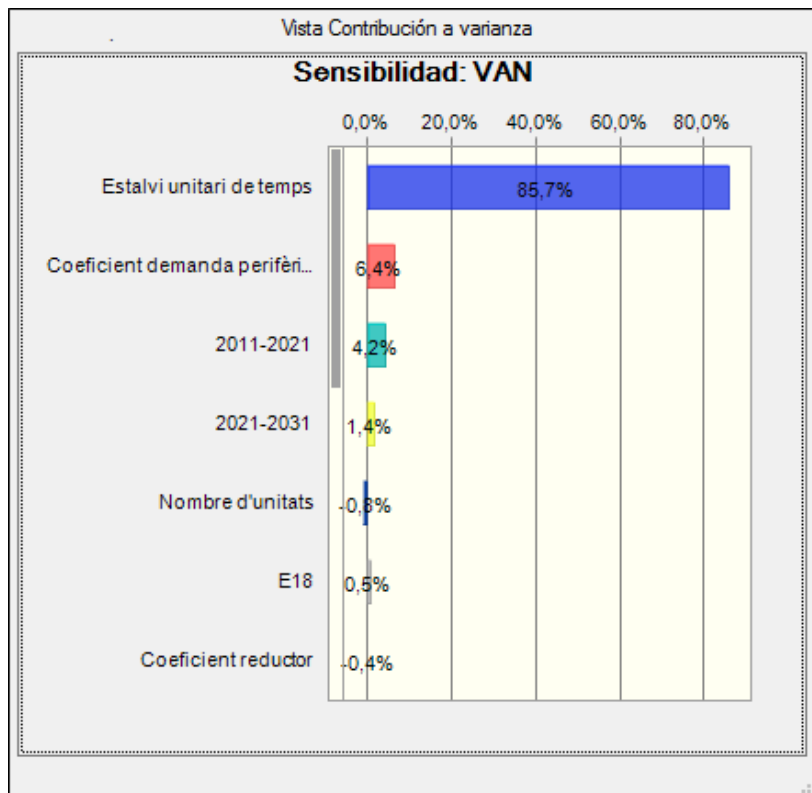 Vista Contribución a varianza
Sensibilidad: VAN
0,0% 20,0% 40,0% 60,0% 80,0%
Estalvi unitari de temps 85,7%
Coeficient demanda perifèri... 6,4%
2011-2021 4,2%
2021-2031 1,4%
Nombre d'unitats -0,8%
E18 0,5%
Coeficient reductor -0,4%